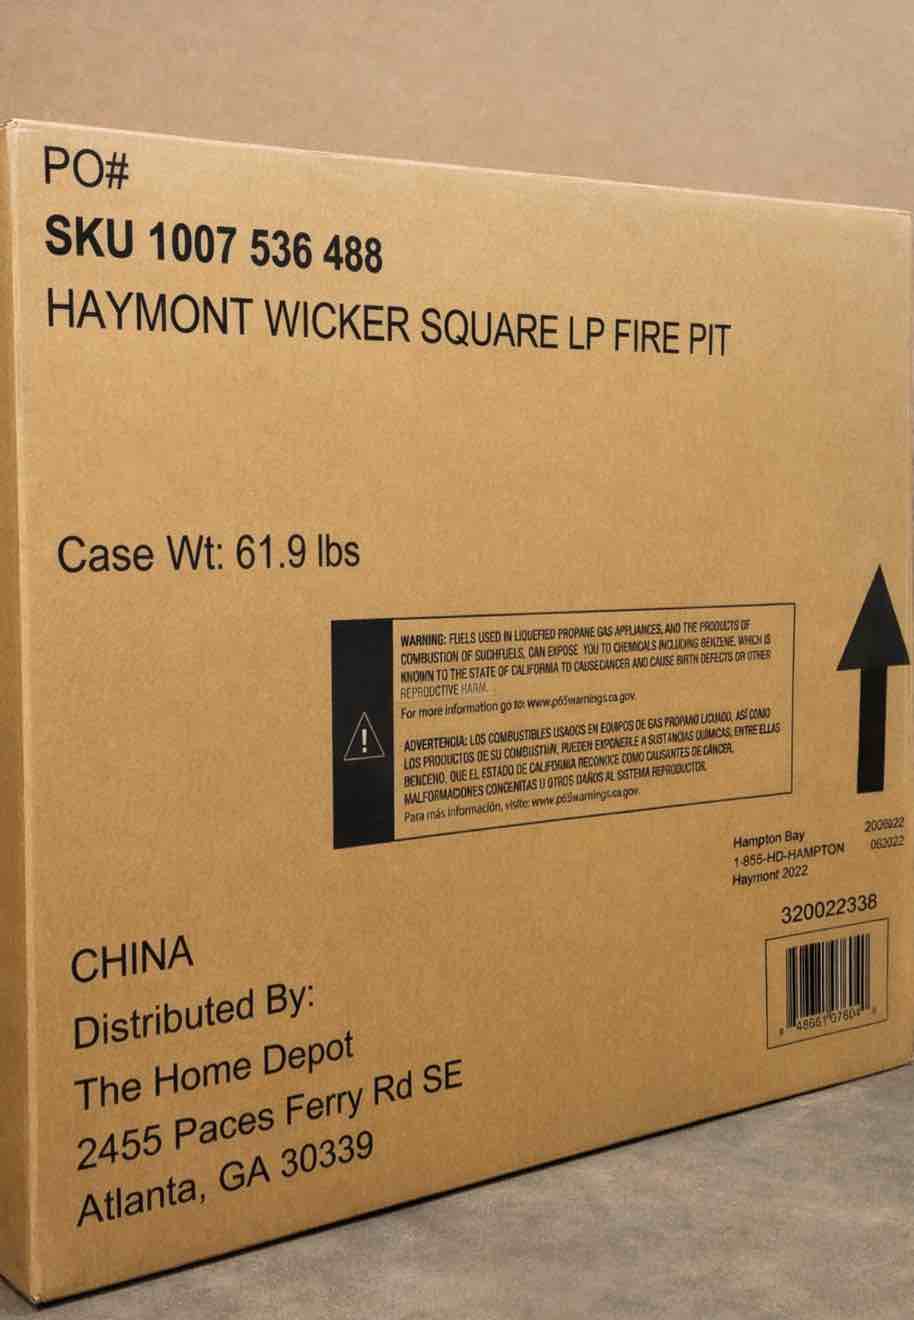 PO#
SKU 1007 536 488
HAYMONT WICKER SQUARE LP FIRE PIT
Case Wt: 61.9 lbs
WARNING: FUELS USED IN LIQUEFIED PROPANE GAS APPLIANCES, AND THE PRODUCTS OF
COMBUSTION OF SUCHFUELS, CAN EXPOSE YOU TO CHEMICALS INCLUDING BENZENE, WHICH IS
KNOWN TO THE STATE OF CALIFORNIA TO CAUSECANCER AND CAUSE BIRTH DEFECTS OR OTHER
REPRODUCTIVE HARM.
For more information go to: www.p65warnings.ca.gov.
ADVERTENCIA: LOS COMBUSTIBLES USADOS EN EQUIPOS DE GAS PROPANO LICUADO, ASÍ COMO
LOS PRODUCTOS DE SU COMBUSTIÓN, PUEDEN EXPONERLE A SUSTANCIAS QUÍMICAS, ENTRE ELLAS
BENCENO, QUE EL ESTADO DE CALIFORNIA RECONOCE COMO CAUSANTES DE CÁNCER,
MALFORMACIONES CONGENITAS U OTROS DAÑOS AL SISTEMA REPRODUCTOR.
Para más información, visite: www.p65warnings.ca.gov.
Hampton Bay
1-855-HD-HAMPTON 062022
Haymont 2022
320022338
CHINA
Distributed By:
The Home Depot
2455 Paces Ferry Rd SE
Atlanta, GA 30339